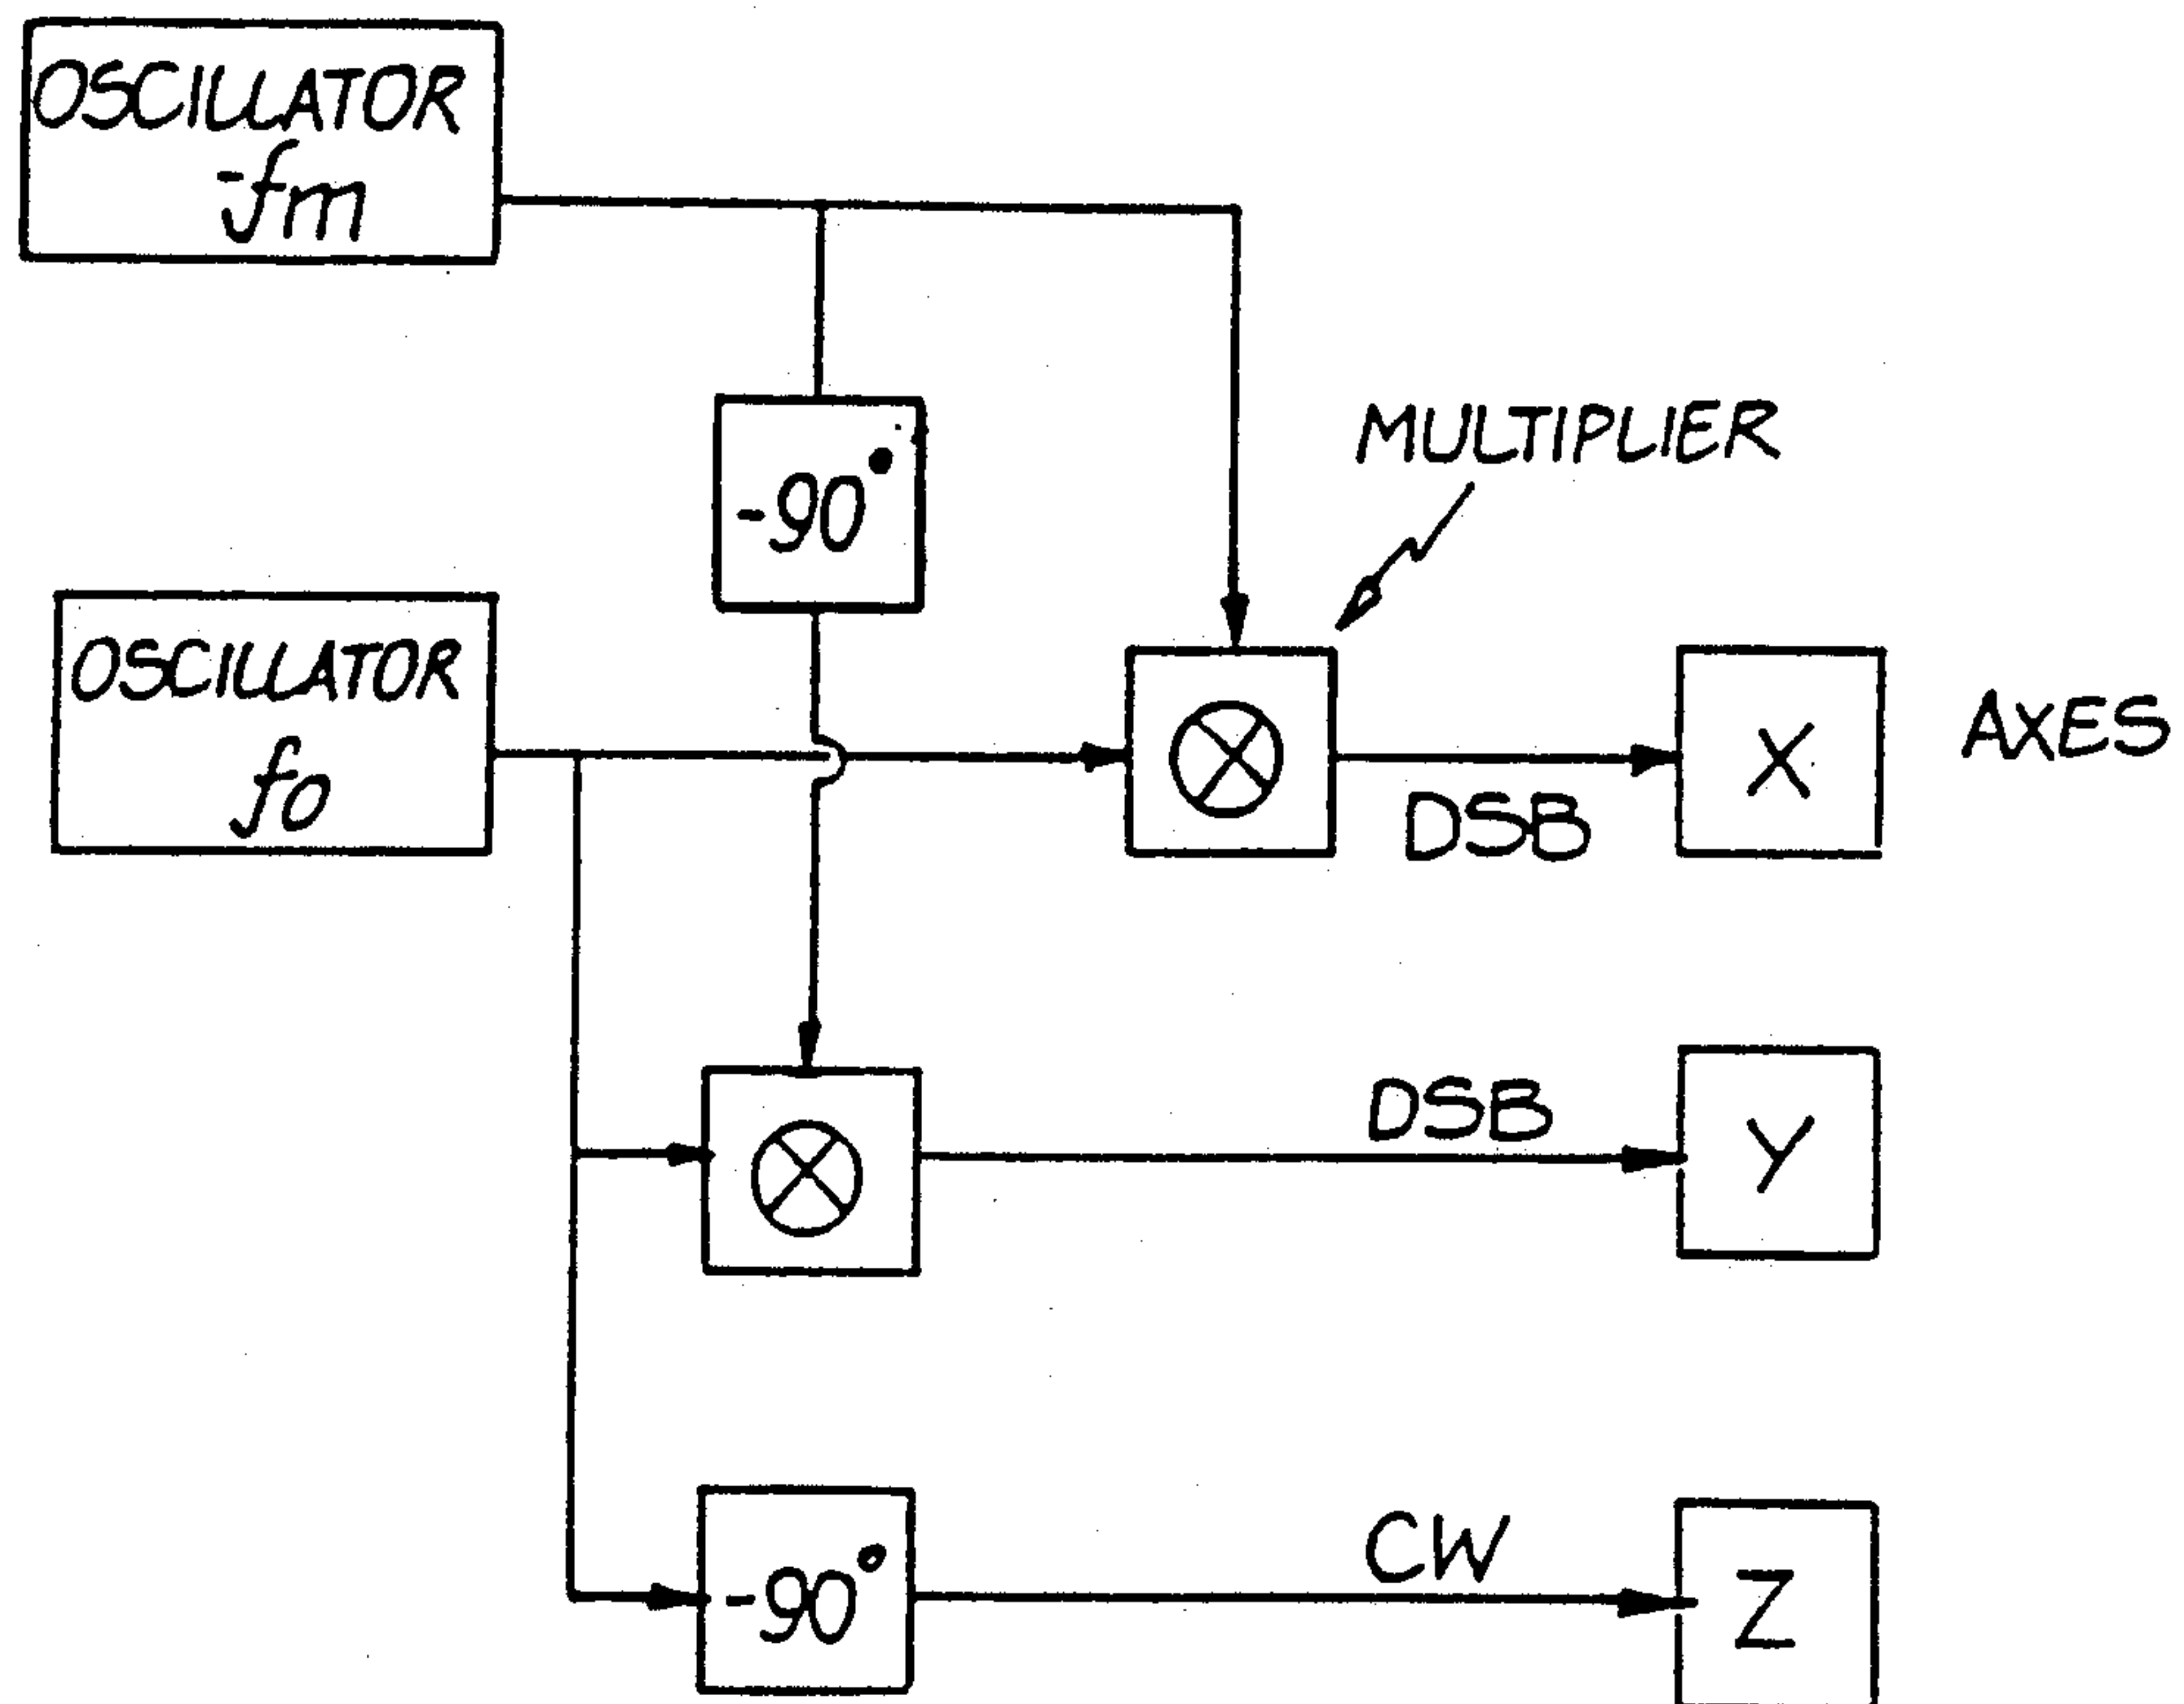 OSCILLATOR
fm
-90°
MULTIPLIER
OSCILLATOR
fo
X
AXES
DSB
DSB
Y
CW
-90°
Z